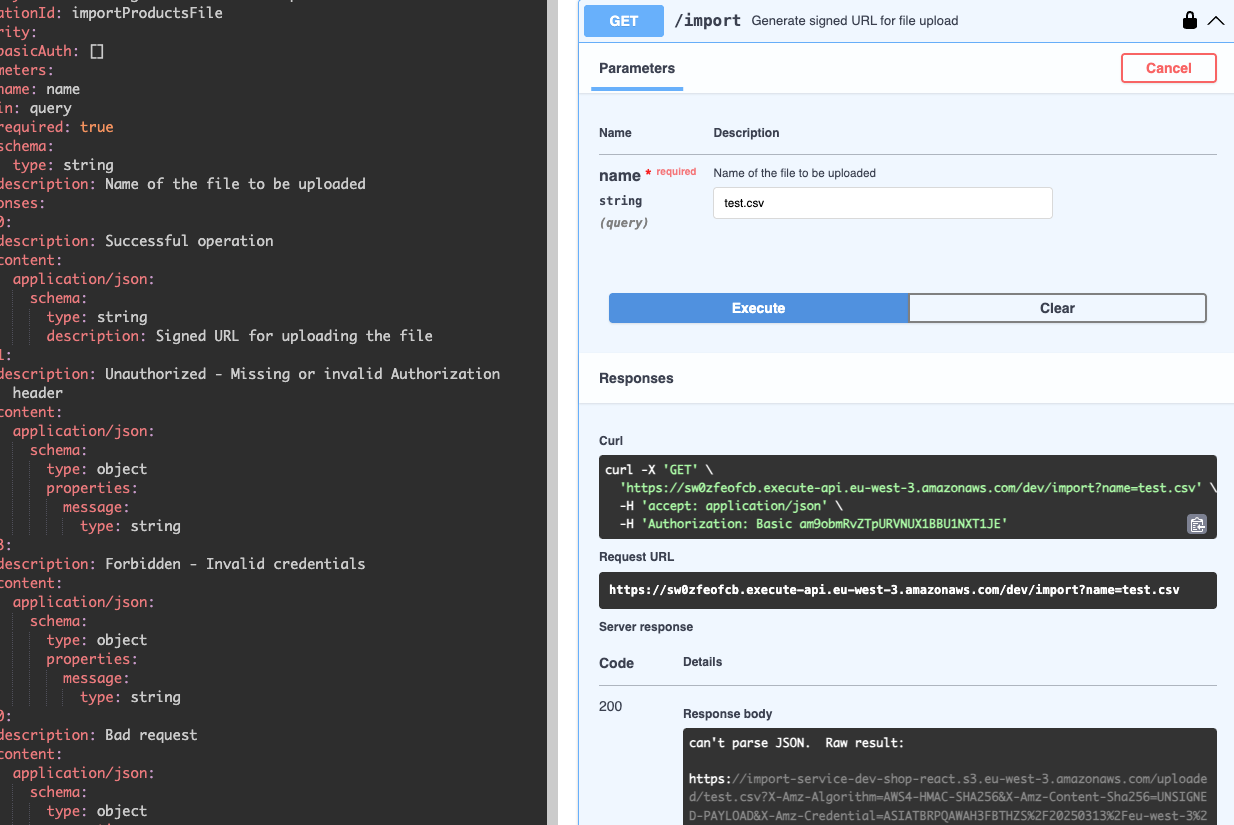 ationId: importProductsFile
rity:
basicAuth: []
meters:
name: name
in: query
required: true
schema:
type: string
description: Name of the file to be uploaded
onses:
0:
description: Successful operation
content:
application/json:
schema:
type: string
description: Signed URL for uploading the file
1:
description: Unauthorized - Missing or invalid Authorization
header
content:
application/json:
schema:
type: object
properties:
message:
type: string
3:
description: Forbidden - Invalid credentials
content:
application/json:
schema:
type: object
properties:
message:
type: string
0:
description: Bad request
content:
application/json:
schema:
type: object
GET /import Generate signed URL for file upload
Parameters
Cancel
Name Description
name * required Name of the file to be uploaded
string test.csv
(query)
Execute Clear
Responses
Curl
curl -X 'GET' \
'https://sw0zfeofcb.execute-api.eu-west-3.amazonaws.com/dev/import?name=test.csv' \
-H 'accept: application/json' \
-H 'Authorization: Basic am9obmRvZTpURVNUX1BBU1NXT1JE'
Request URL
https://sw0zfeofcb.execute-api.eu-west-3.amazonaws.com/dev/import?name=test.csv
Server response
Code Details
200
Response body
can't parse JSON.  Raw result:
https://import-service-dev-shop-react.s3.eu-west-3.amazonaws.com/uploade
d/test.csv?X-Amz-Algorithm=AWS4-HMAC-SHA256&X-Amz-Content-Sha256=UNSIGNE
D-PAYLOAD&X-Amz-Credential=ASIATBRPQAWAH3FBTHZS%2F20250313%2Feu-west-3%2